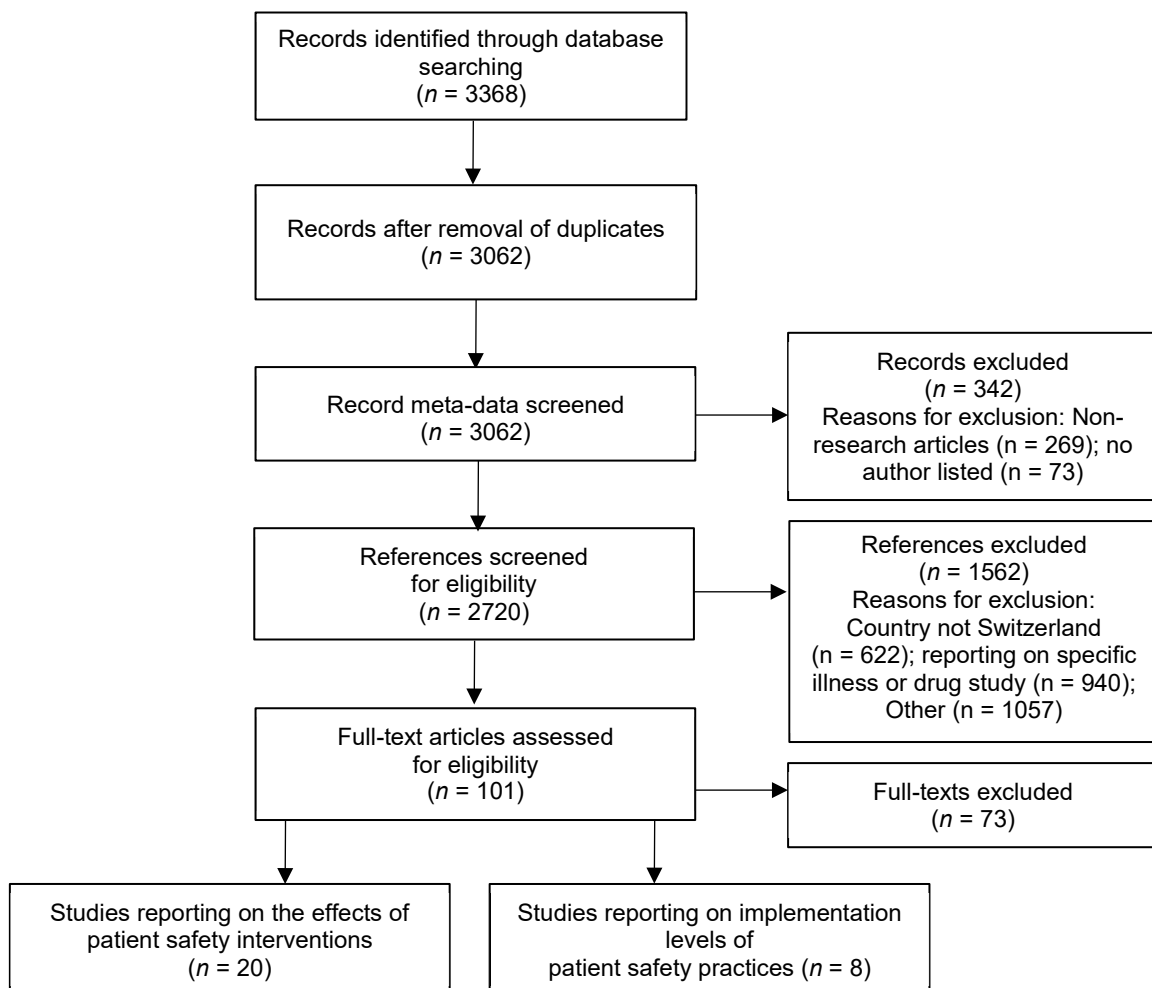 Records identified through database
searching
(n = 3368)
Records after removal of duplicates
(n = 3062)
Record meta-data screened
(n = 3062)
Records excluded
(n = 342)
Reasons for exclusion: Non-
research articles (n = 269); no
author listed (n = 73)
References screened
for eligibility
(n = 2720)
References excluded
(n = 1562)
Reasons for exclusion:
Country not Switzerland
(n = 622); reporting on specific
illness or drug study (n = 940);
Other (n = 1057)
Full-text articles assessed
for eligibility
(n = 101)
Full-texts excluded
(n = 73)
Studies reporting on the effects of
patient safety interventions
(n = 20)
Studies reporting on implementation
levels of
patient safety practices (n = 8)